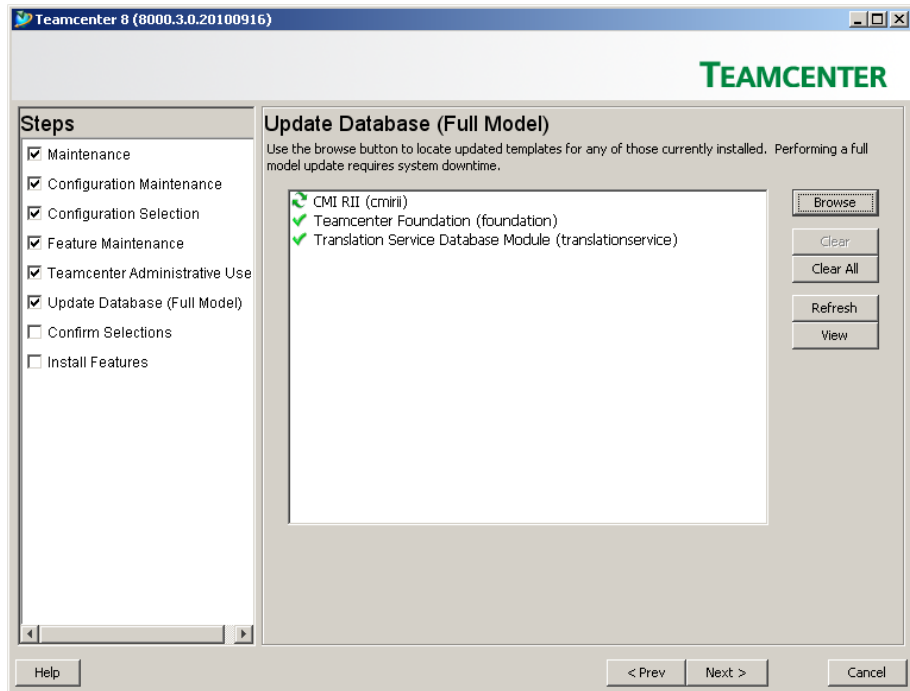 Teamcenter 8 (8000.3.0.20100916)
TEAMCENTER
Steps
Maintenance
Configuration Maintenance
Configuration Selection
Feature Maintenance
Teamcenter Administrative Use
Update Database (Full Model)
Confirm Selections
Install Features
Update Database (Full Model)
Use the browse button to locate updated templates for any of those currently installed. Performing a full
model update requires system downtime.
CMI RII (cmirii)
Teamcenter Foundation (foundation)
Translation Service Database Module (translationservice)
Browse
Clear
Clear All
Refresh
View
Help
< Prev
Next >
Cancel